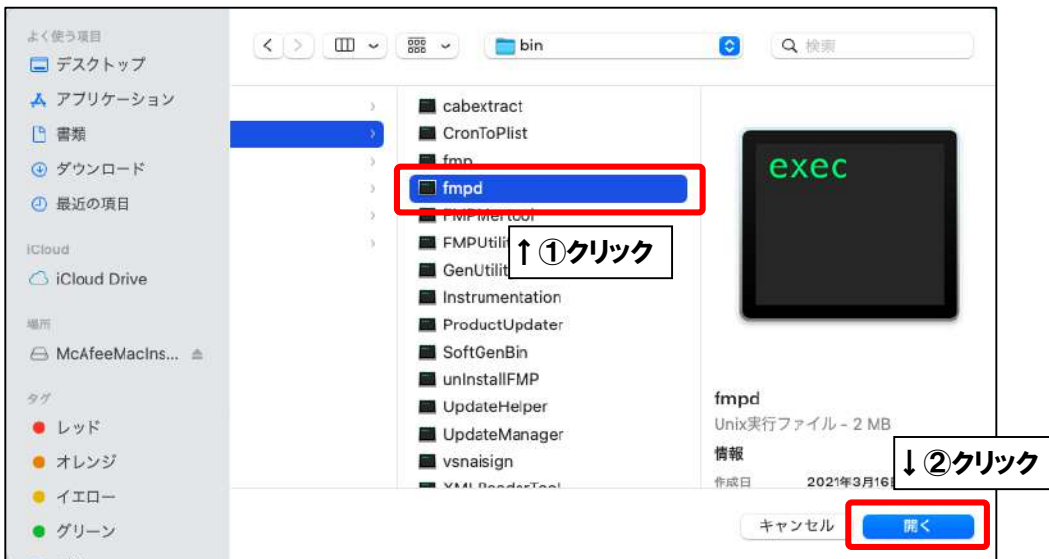 よく使う項目
デスクトップ
アプリケーション
書類
ダウンロード
最近の項目
iCloud
iCloud Drive
場所
McAfeeMacIns...
タグ
レッド
オレンジ
イエロー
グリーン
bin
検索
cabextract
CronToPlist
fmp
fmpd
FMPMertool
FMPUtili
GenUtilit
Instrumentation
ProductUpdater
SoftGenBin
unInstallFMP
UpdateHelper
UpdateManager
vsnaisign
XMLReaderTool
↑①クリック
exec
fmpd
Unix実行ファイル - 2 MB
情報
作成日 2021年3月16
↓②クリック
キャンセル
開く